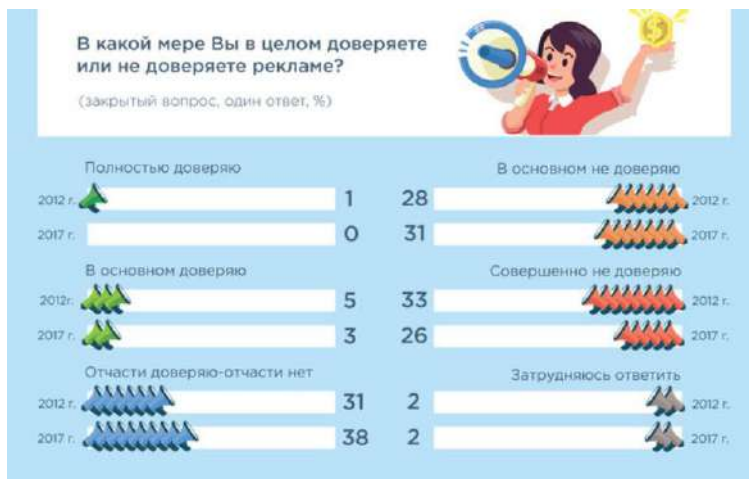 В какой мере Вы в целом доверяете
или не доверяете рекламе?
(закрытый вопрос, один ответ, %)
Полностью доверяю
2012 г. 1
2017 г. 0
В основном доверяю
2012г. 5
2017 г. 3
Отчасти доверяю-отчасти нет
2012 г. 31
2017 г. 38
В основном не доверяю
28 2012 г.
31 2017 г.
Совершенно не доверяю
33 2012 г.
26 2017 г.
Затрудняюсь ответить
2 2012 г.
2 2017 г.